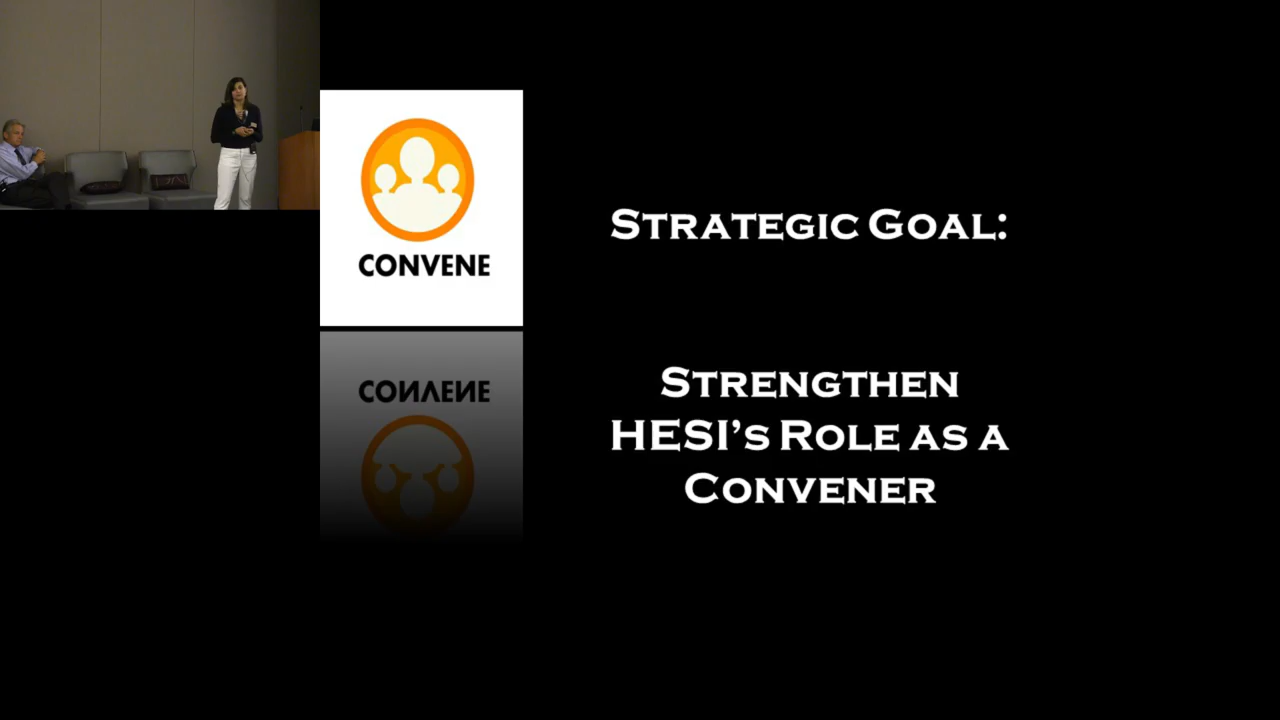 CONVENE
STRATEGIC GOAL:
STRENGTHEN
HESI'S ROLE AS A
CONVENER
CONVENE